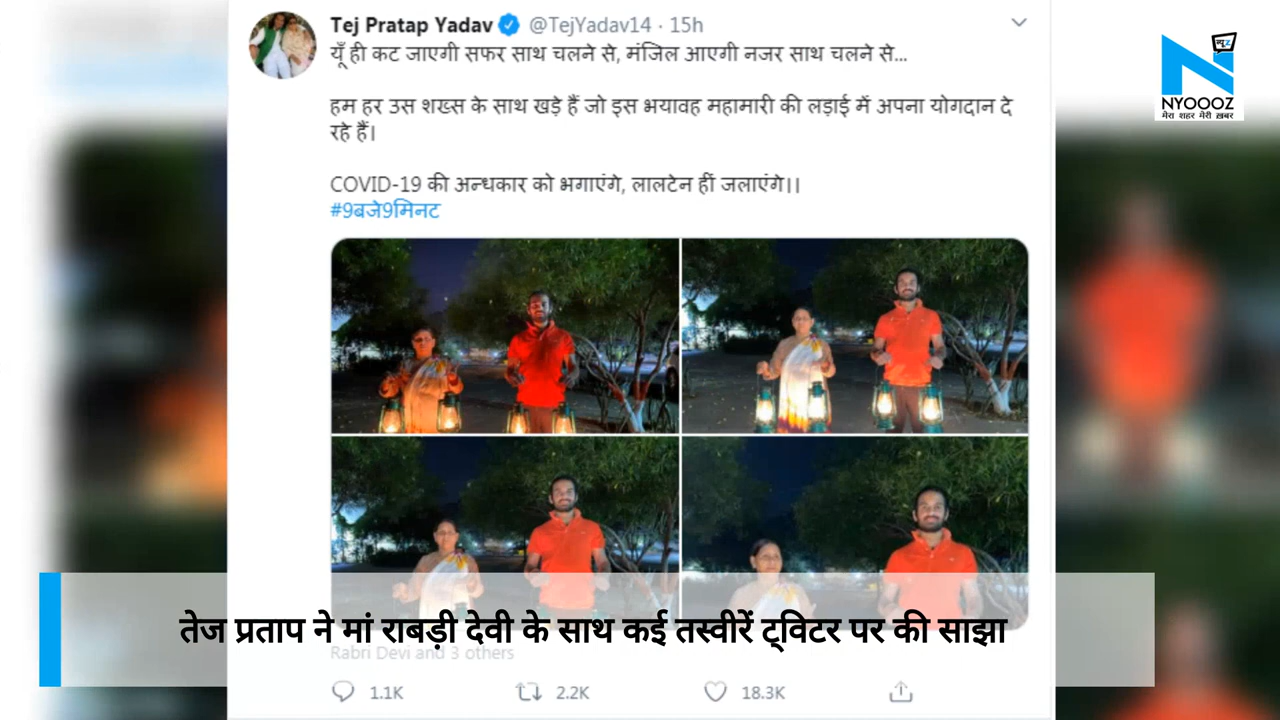 Tej Pratap Yadav @TejYadav14 · 15h
यूँ ही कट जाएगी सफर साथ चलने से, मंजिल आएगी नजर साथ चलने से...
हम हर उस शख्स के साथ खड़े हैं जो इस भयावह महामारी की लड़ाई में अपना योगदान दे
रहे हैं।
COVID-19 की अन्धकार को भगाएंगे, लालटेन हीं जलाएंगे।।
#9बजे9मिनट
न्यूज़
NYOOOZ
मेरा शहर मेरी ख़बर
तेज प्रताप ने मां राबड़ी देवी के साथ कई तस्वीरें ट्विटर पर की साझा
Rabri Devi and 3 others
1.1K 2.2K 18.3K